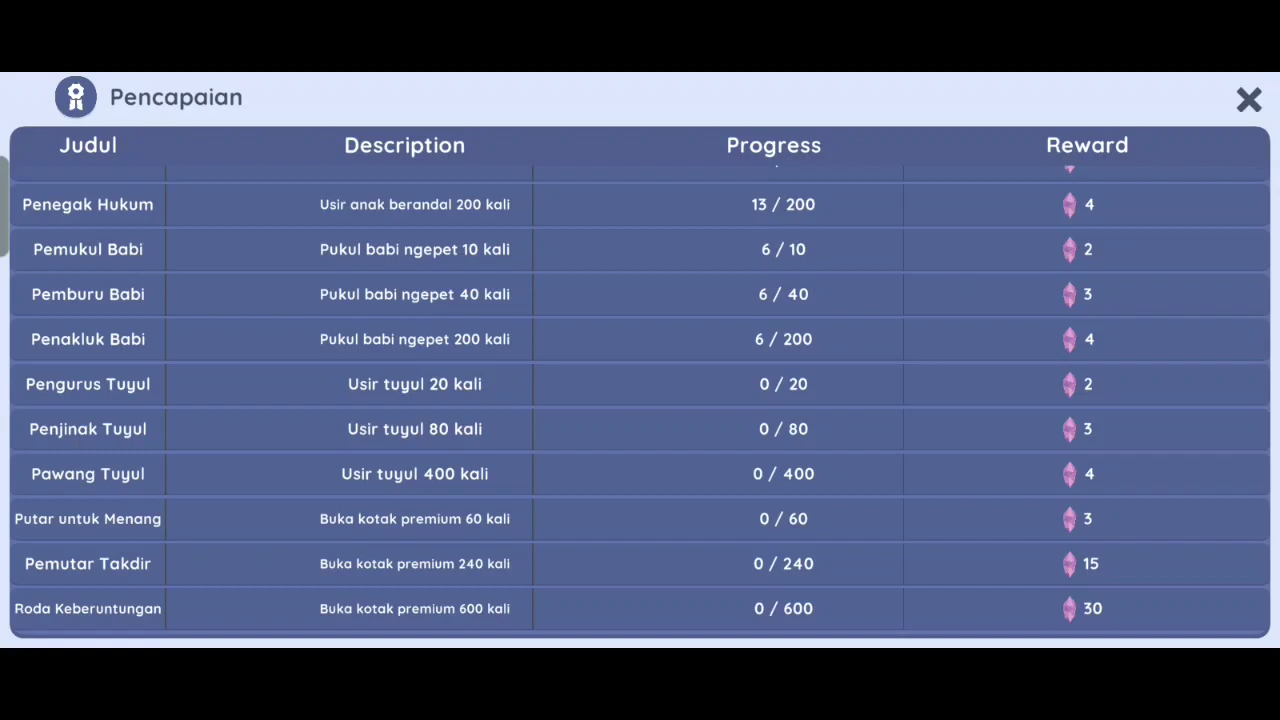 Pencapaian
Judul Description Progress Reward
Penegak Hukum Usir anak berandal 200 kali 13 / 200 4
Pemukul Babi Pukul babi ngepet 10 kali 6 / 10 2
Pemburu Babi Pukul babi ngepet 40 kali 6 / 40 3
Penakluk Babi Pukul babi ngepet 200 kali 6 / 200 4
Pengurus Tuyul Usir tuyul 20 kali 0 / 20 2
Penjinak Tuyul Usir tuyul 80 kali 0 / 80 3
Pawang Tuyul Usir tuyul 400 kali 0 / 400 4
Putar untuk Menang Buka kotak premium 60 kali 0 / 60 3
Pemutar Takdir Buka kotak premium 240 kali 0 / 240 15
Roda Keberuntungan Buka kotak premium 600 kali 0 / 600 30